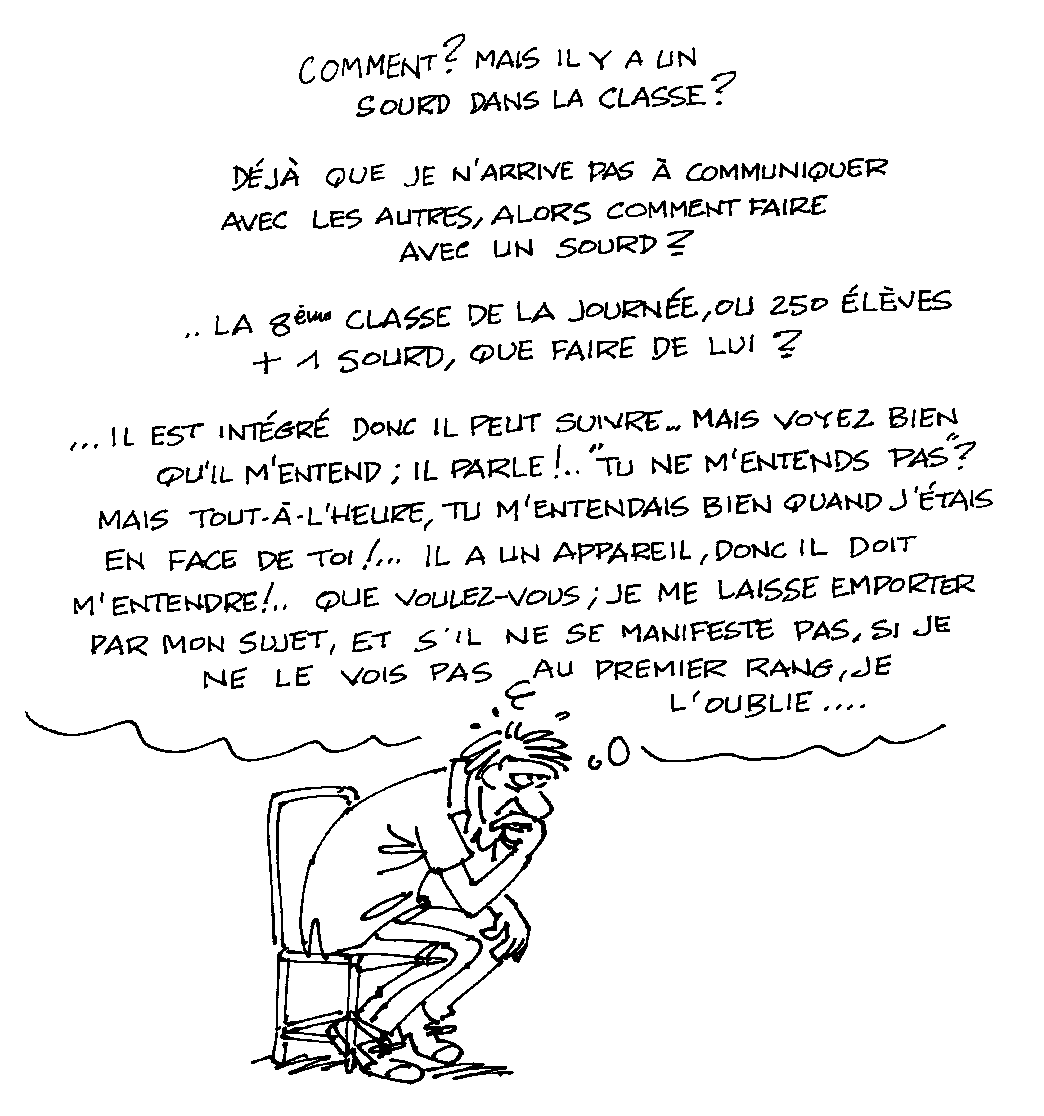 COMMENT? MAIS IL Y A UN
SOURD DANS LA CLASSE?
DÉJÀ QUE JE N'ARRIVE PAS À COMMUNIQUER
AVEC LES AUTRES, ALORS COMMENT FAIRE
AVEC UN SOURD?
.. LA 8ème CLASSE DE LA JOURNÉE, OU 250 ÉLÈVES
+ 1 SOURD, QUE FAIRE DE LUI ?
... IL EST INTÉGRÉ DONC IL PEUT SUIVRE.. MAIS VOYEZ BIEN
QU'IL M'ENTEND ; IL PARLE !.. "TU NE M'ENTENDS PAS"?
MAIS TOUT-À-L'HEURE, TU M'ENTENDAIS BIEN QUAND J'ÉTAIS
EN FACE DE TOI !... IL A UN APPAREIL, DONC IL DOIT
M'ENTENDRE !.. QUE VOULEZ-VOUS ; JE ME LAISSE EMPORTER
PAR MON SUJET, ET S'IL NE SE MANIFESTE PAS, SI JE
NE LE VOIS PAS AU PREMIER RANG, JE
L'OUBLIE ....